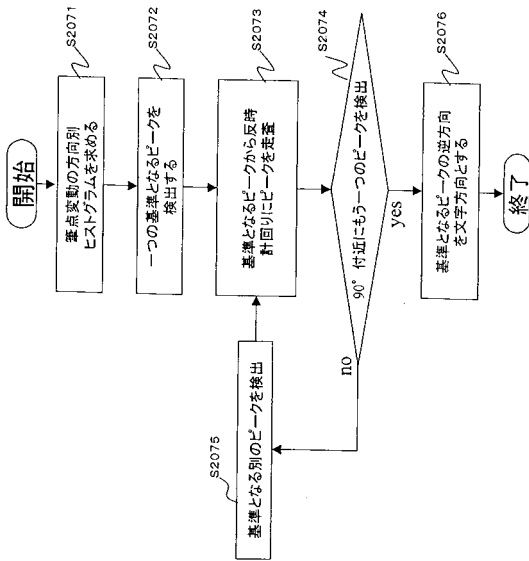 開始
S2071
筆点変動の方向別
ヒストグラムを求める
S2072
一つの基準となるピークを
検出する
S2073
基準となるピークから反時
計回りにピークを走査
S2074
90° 付近にもう一つのピークを検出
no
yes
S2075
基準となる別のピークを検出
S2076
基準となるピークの逆方向
を文字方向とする
終了